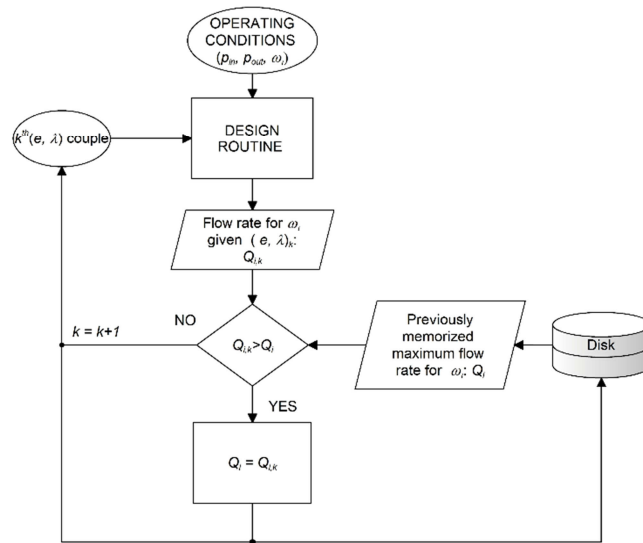 OPERATING
CONDITIONS
(p_in, p_out, ω_i)
k^th(e, λ) couple
DESIGN
ROUTINE
Flow rate for ω_i
given ( e, λ)_k:
Q_i,k
k = k+1
NO
Q_i,k>Q_i
Previously
memorized
maximum flow
rate for ω_i: Q_i
Disk
YES
Q_i = Q_i,k